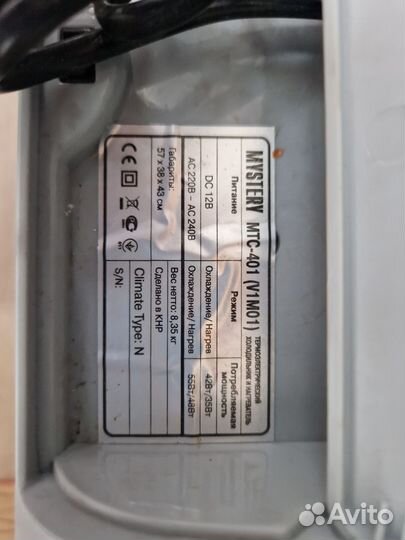 MYSTERY MTC-401 (V1M01) ТЕРМОЭЛЕКТРИЧЕСКИЙ ХОЛОДИЛЬНИК И НАГРЕВАТЕЛЬ
Питание Режим Потребляемая мощность
DC 12В Охлаждение/Нагрев 42Вт/35Вт
AC 220В – AC 240В Охлаждение/Нагрев 55Вт/48Вт
Габариты: Вес нетто: 8,35 кг
57 x 38 x 43 см Сделано в КНР
CE Climate Type: N
S/N:
Avito